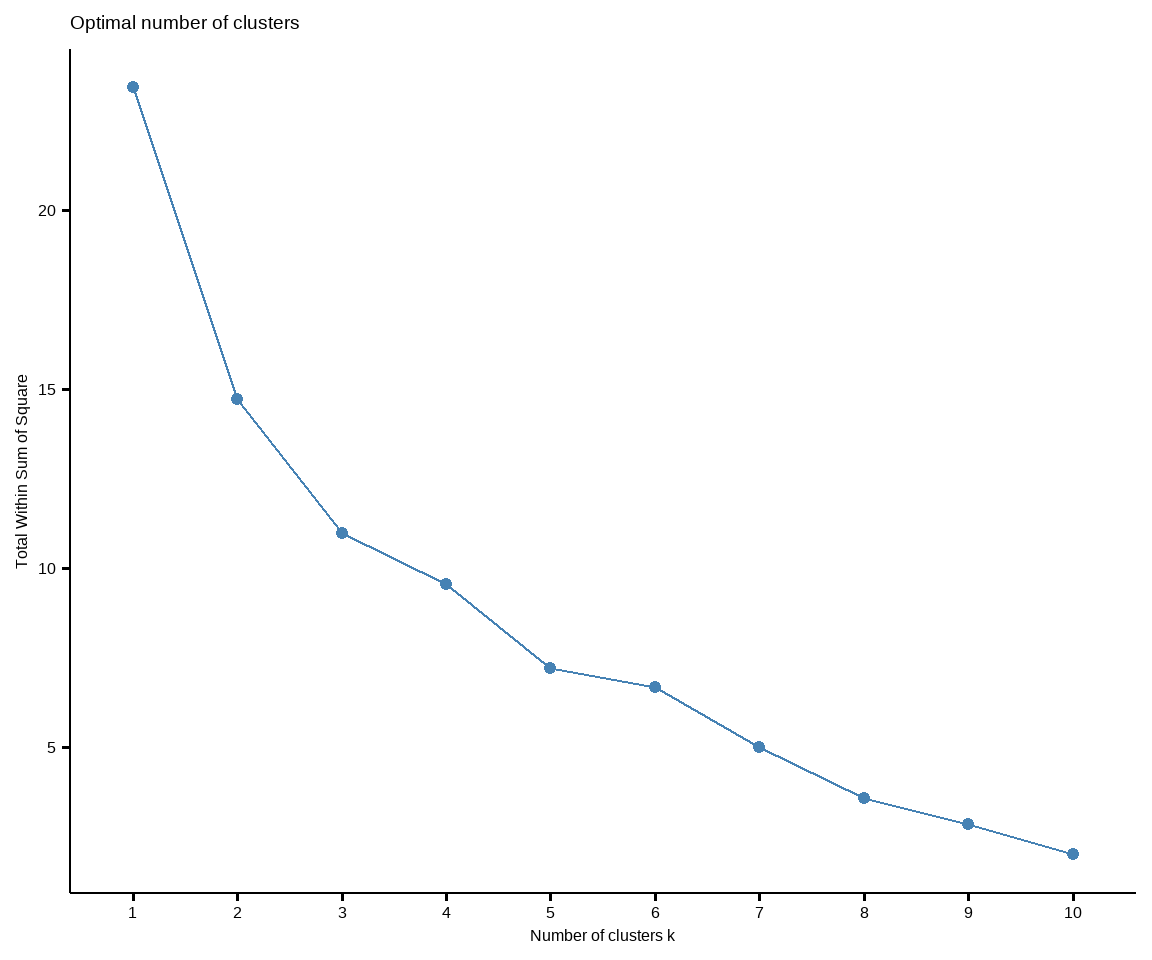 Optimal number of clusters
Total Within Sum of Square
20
15
10
5
1 2 3 4 5 6 7 8 9 10
Number of clusters k